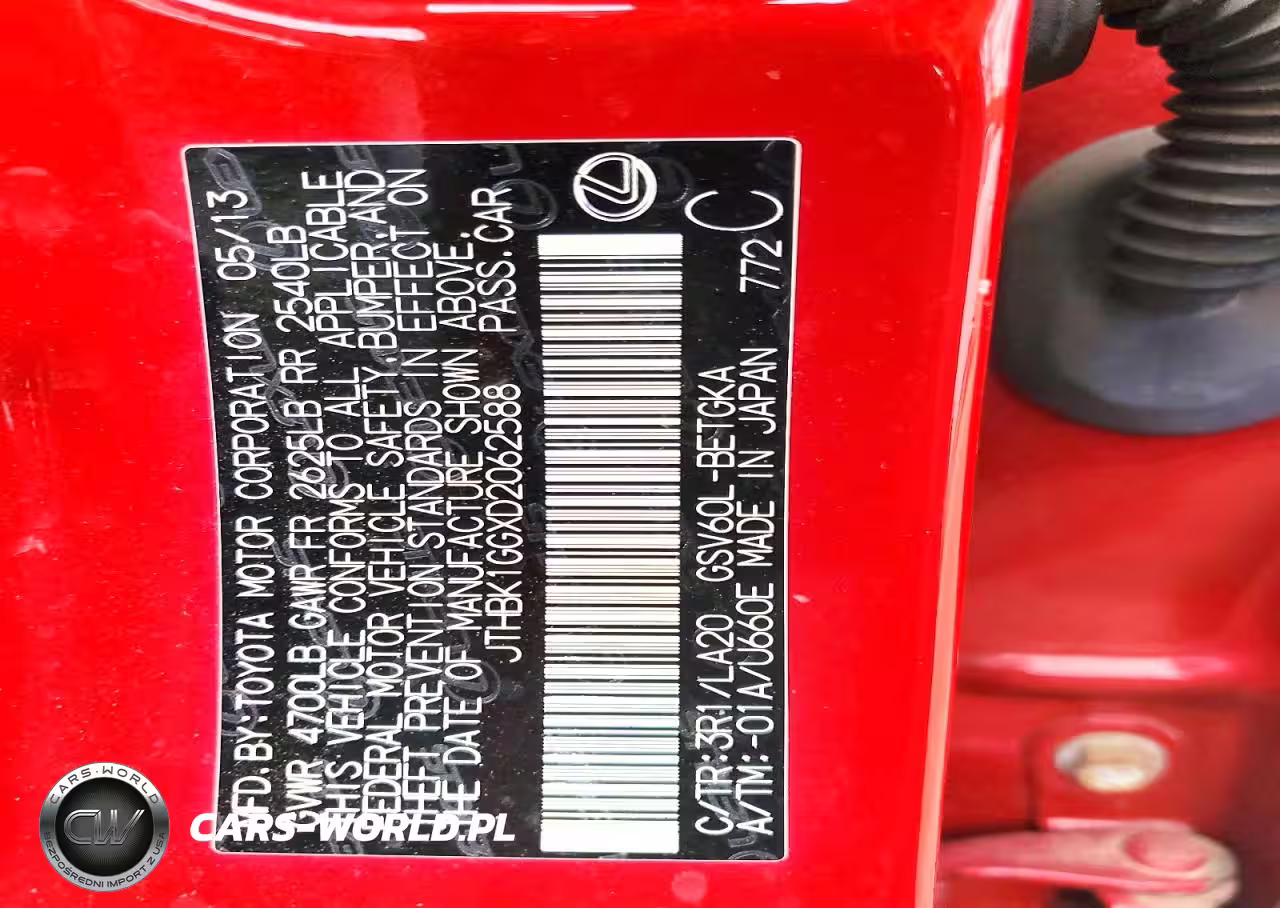 MFD. BY: TOYOTA MOTOR CORPORATION 05/13
GVWR 4700LB GAWR FR 2625LB RR 2540LB
THIS VEHICLE CONFORMS TO ALL APPLICABLE
FEDERAL MOTOR VEHICLE SAFETY, BUMPER, AND
THEFT PREVENTION STANDARDS IN EFFECT ON
THE DATE OF MANUFACTURE SHOWN ABOVE.
JTHBK1GGXD2062588 PASS. CAR
C/TR:3R1/LA20 GSV60L-BETGKA
A/TM:-01A/U660E MADE IN JAPAN 772
C
CARS-WORLD
CW
BEZPOŚREDNI IMPORT Z USA
CARS-WORLD.PL